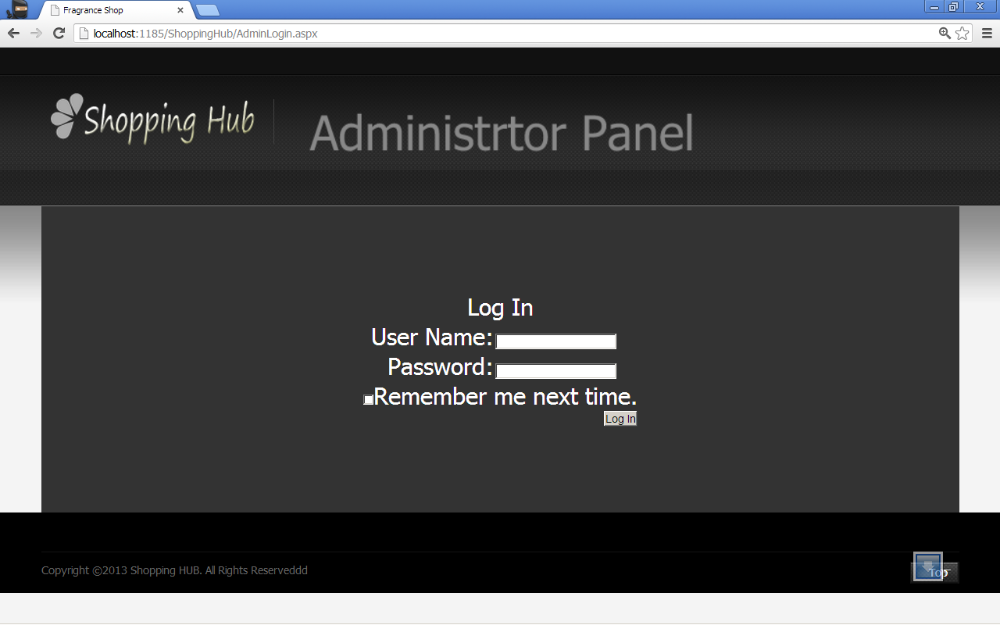 Fragrance Shop
localhost:1185/ShoppingHub/AdminLogin.aspx
Shopping Hub
Administrtor Panel
Log In
User Name:
Password:
Remember me next time.
Log In
Copyright ©2013 Shopping HUB. All Rights Reserveddd
Top